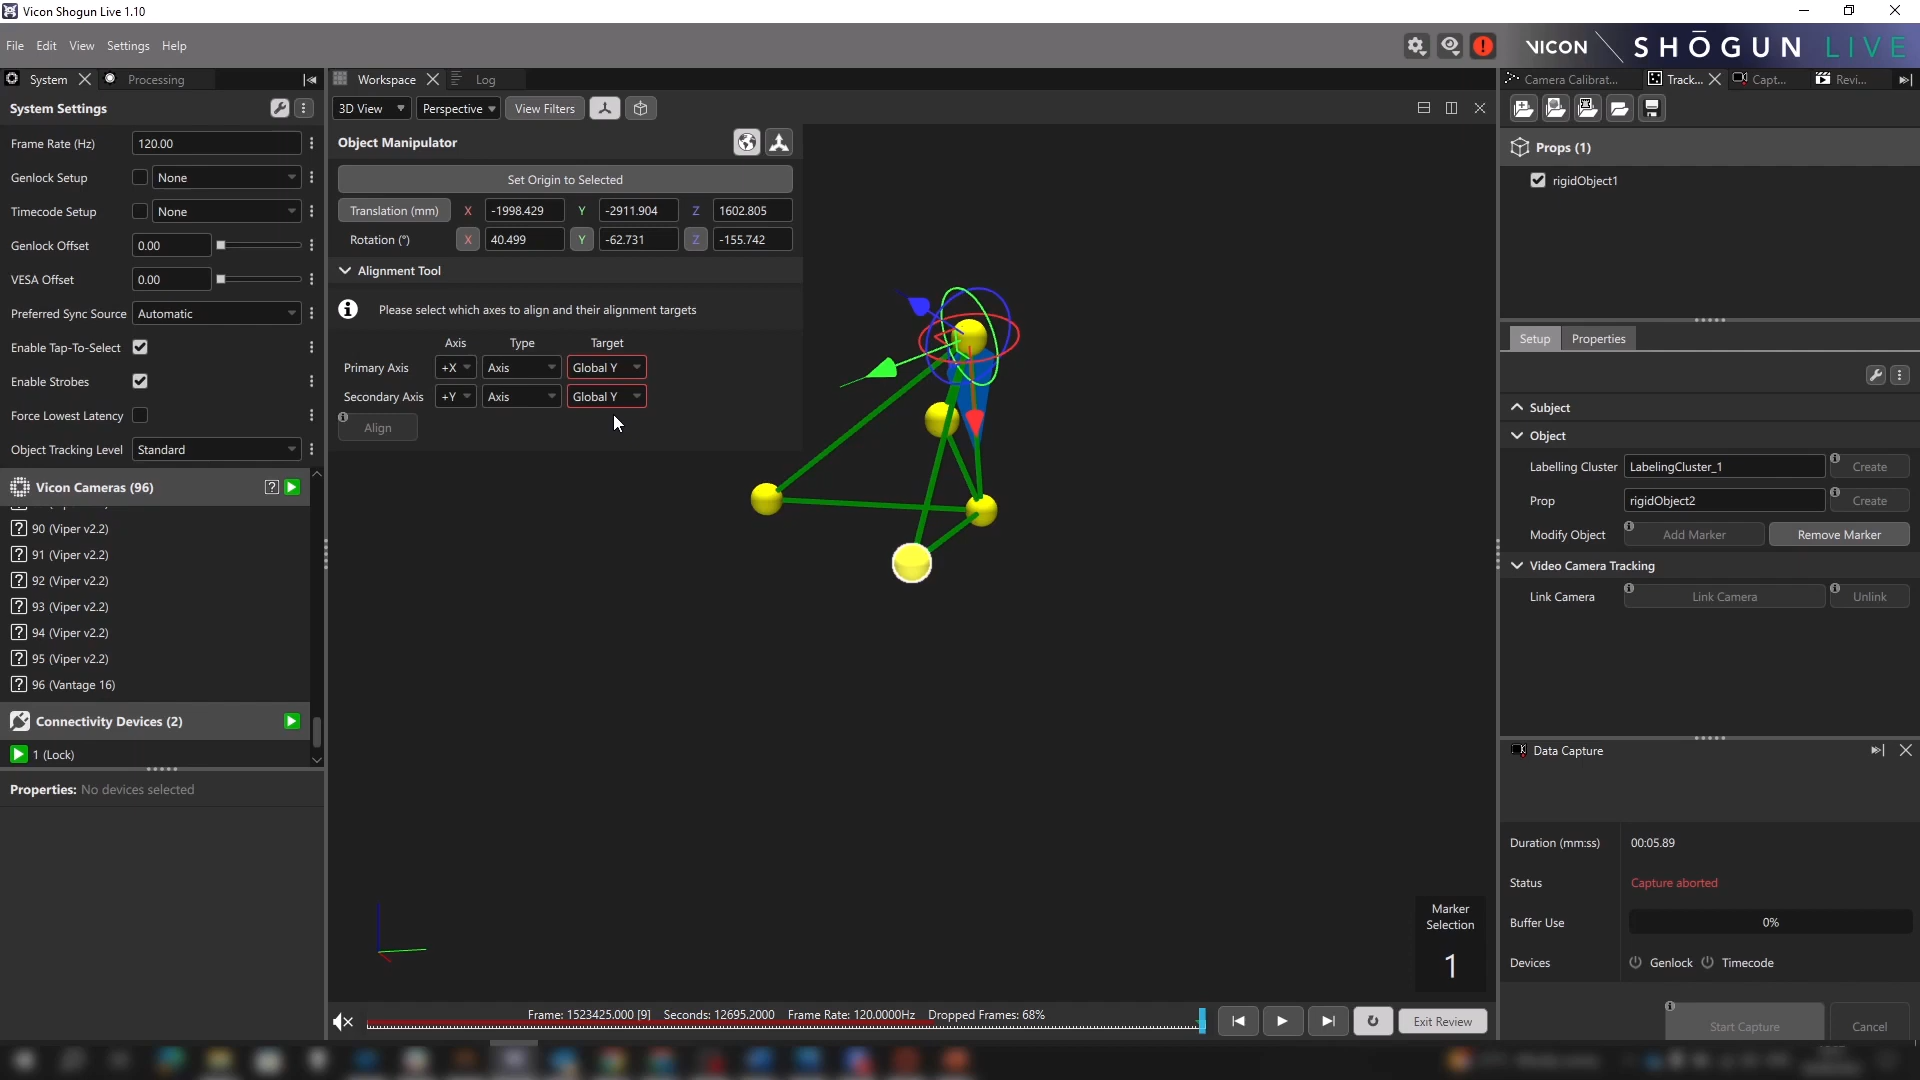 Vicon Shogun Live 1.10
File Edit View Settings Help
VICON SHŌGUN LIVE
System Processing
Workspace Log
Camera Calibrat... Track... Capt... Revi...
System Settings
Frame Rate (Hz) 120.00
Genlock Setup None
Timecode Setup None
Genlock Offset 0.00
VESA Offset 0.00
Preferred Sync Source Automatic
Enable Tap-To-Select
Enable Strobes
Force Lowest Latency
Object Tracking Level Standard
Vicon Cameras (96)
90 (Viper v2.2)
91 (Viper v2.2)
92 (Viper v2.2)
93 (Viper v2.2)
94 (Viper v2.2)
95 (Viper v2.2)
96 (Vantage 16)
Connectivity Devices (2)
1 (Lock)
Properties: No devices selected
3D View Perspective View Filters
Object Manipulator
Set Origin to Selected
Translation (mm) X -1998.429 Y -2911.904 Z 1602.805
Rotation (°) X 40.499 Y -62.731 Z -155.742
Alignment Tool
Please select which axes to align and their alignment targets
Axis Type Target
Primary Axis +X Axis Global Y
Secondary Axis +Y Axis Global Y
Align
Marker
Selection
1
Frame: 1523425.000 [9] Seconds: 12695.2000 Frame Rate: 120.0000Hz Dropped Frames: 68%
Exit Review
Props (1)
rigidObject1
Setup Properties
Subject
Object
Labelling Cluster LabelingCluster_1 Create
Prop rigidObject2 Create
Modify Object Add Marker Remove Marker
Video Camera Tracking
Link Camera Link Camera Unlink
Data Capture
Duration (mm:ss) 00:05.89
Status Capture aborted
Buffer Use 0%
Devices Genlock Timecode
Start Capture Cancel